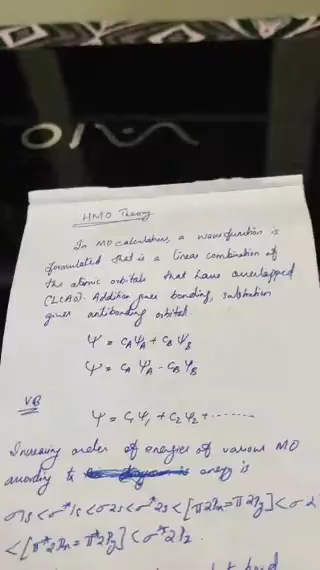 VAIO
HMO Theory
In MO calculations, a wavefunction is
formulated that is a linear combination of
the atomic orbitals that have overlapped
(LCAO). Addition gives bonding, subtraction
gives antibonding orbital.
Ψ = CAΨA + CBΨB
Ψ = CAΨA - CBΨB
VB
Ψ = C1Ψ1 + C2Ψ2 + ........
Increasing order of energies of various MO
according to energy is
σ1s < σ*1s < σ2s < σ*2s < [π2Px = π2Py] < σ2
< [π*2Px = π*2Py] < σ*2Pz.